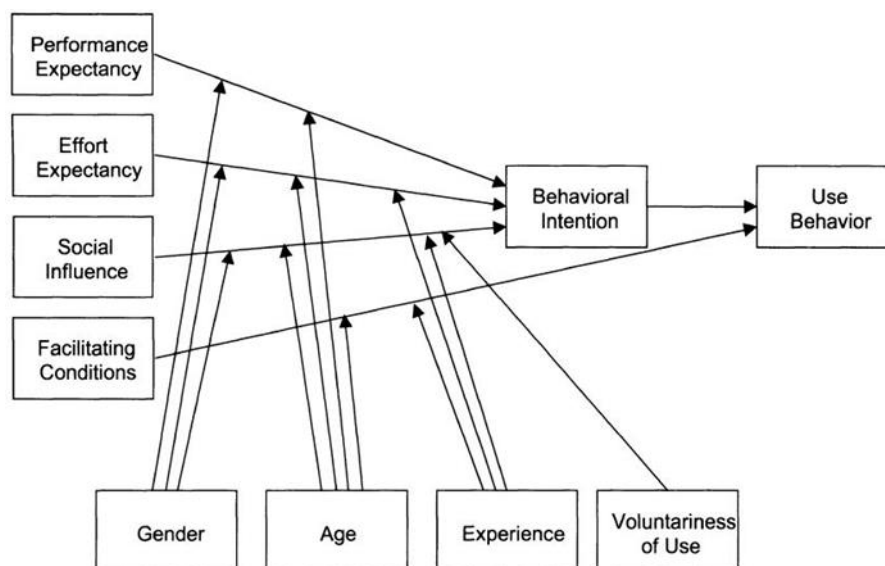 Performance
Expectancy
Effort
Expectancy
Social
Influence
Facilitating
Conditions
Behavioral
Intention
Use
Behavior
Gender
Age
Experience
Voluntariness
of Use